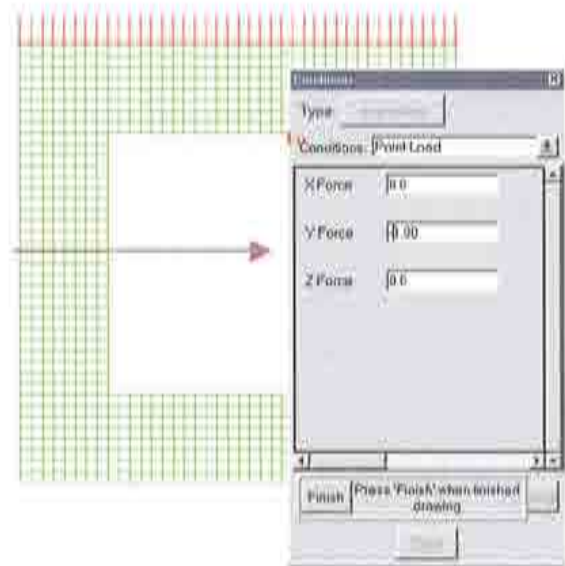 Conditions
Type
Conditions: Point Load
X Force 0.0
Y Force -1.00
Z Force 0.0
Finish Press 'Finish' when finished
drawing